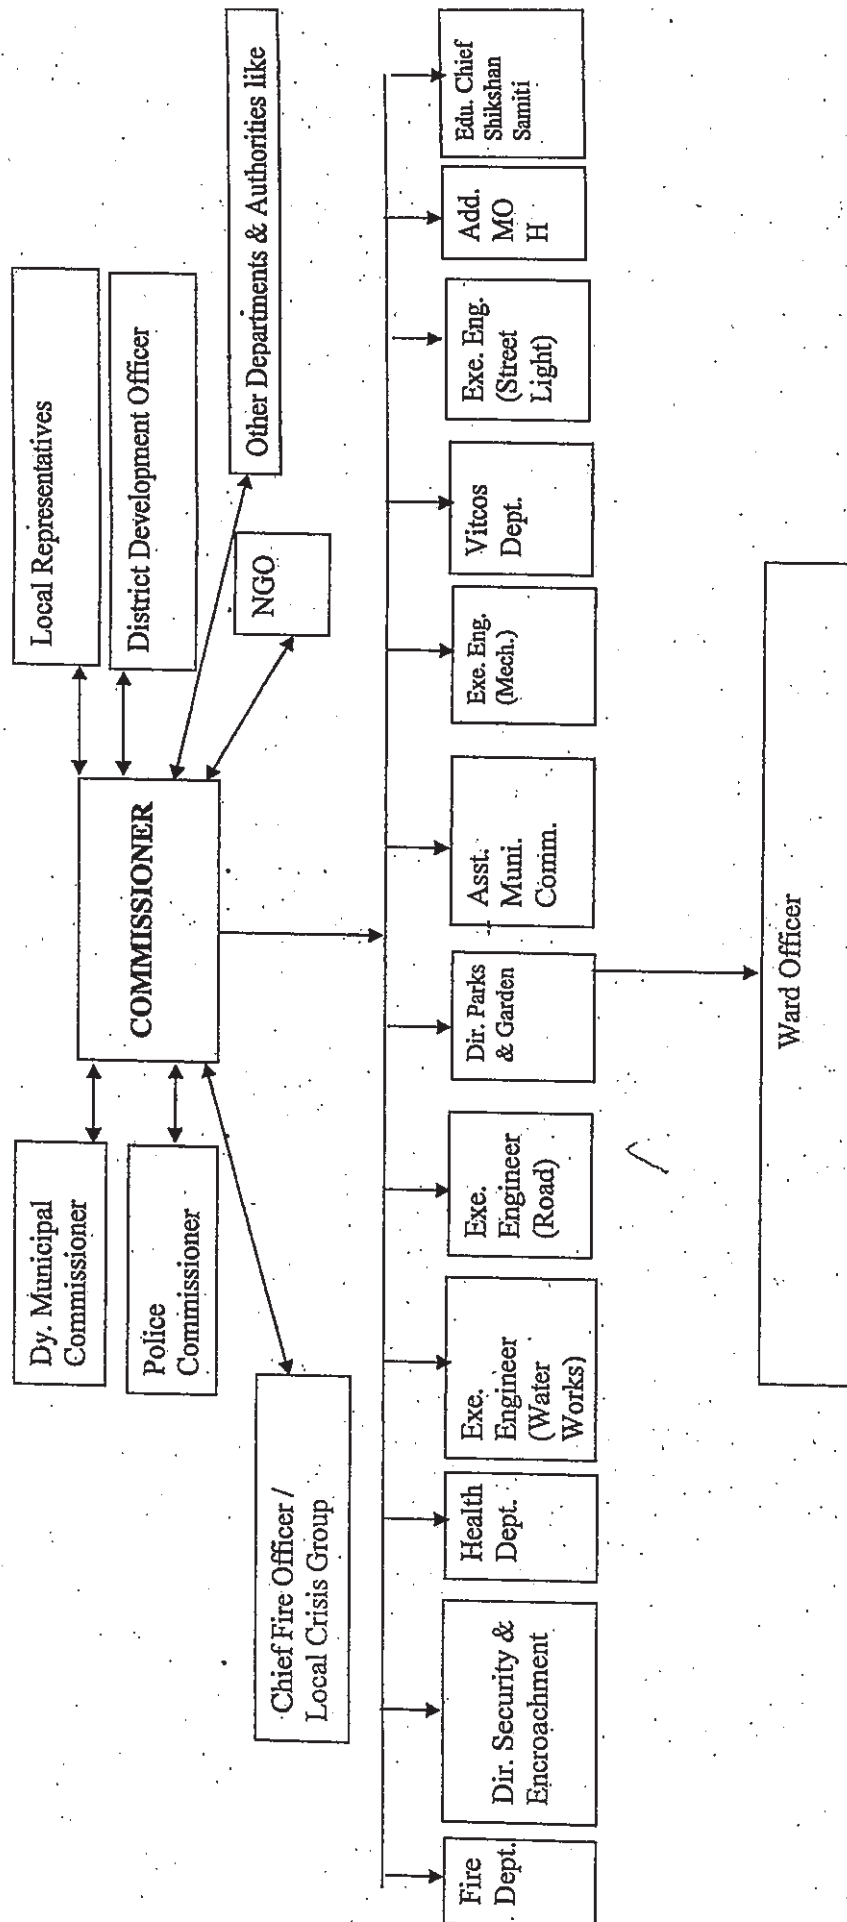 Local Representatives
District Development Officer
Other Departments & Authorities like
NGO
COMMISSIONER
Dy. Municipal
Commissioner
Police
Commissioner
Chief Fire Officer /
Local Crisis Group
Fire
Dept.
Dir. Security &
Encroachment
Health
Dept.
Exe.
Engineer
(Water
Works)
Exe.
Engineer
(Road)
Dir. Parks
& Garden
Asst.
Muni.
Comm.
Exe. Eng.
(Mech.)
Vitcos
Dept.
Exe. Eng.
(Street
Light)
Add.
MO
H
Edu. Chief
Shikshan
Samiti
Ward Officer